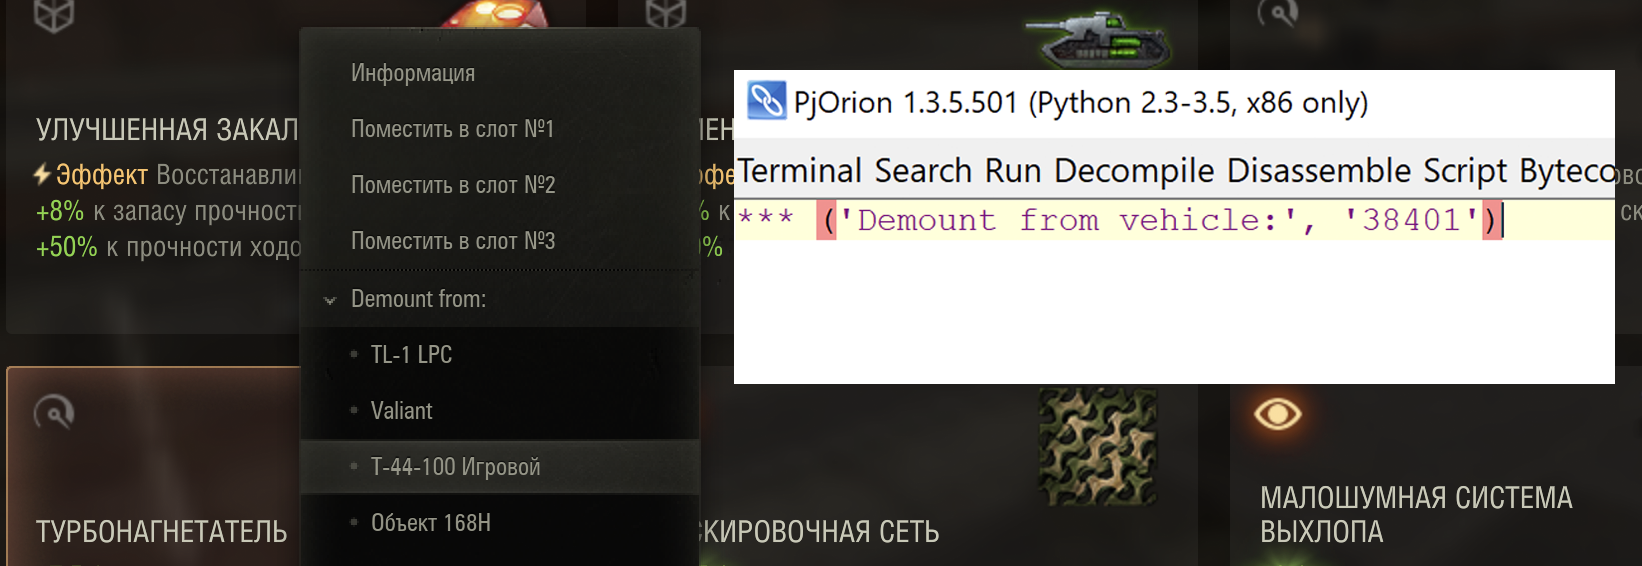 УЛУЧШЕННАЯ ЗАКАЛ
Эффект Восстанавли
+8% к запасу прочност
+50% к прочности ходо
ТУРБОНАГНЕТАТЕЛЬ
Информация
Поместить в слот №1
Поместить в слот №2
Поместить в слот №3
Demount from:
TL-1 LPC
Valiant
Т-44-100 Игровой
Объект 168Н
PjOrion 1.3.5.501 (Python 2.3-3.5, x86 only)
Terminal Search Run Decompile Disassemble Script Byteco
*** ('Demount from vehicle:', '38401')
СКИРОВОЧНАЯ СЕТЬ
МАЛОШУМНАЯ СИСТЕМА
ВЫХЛОПА